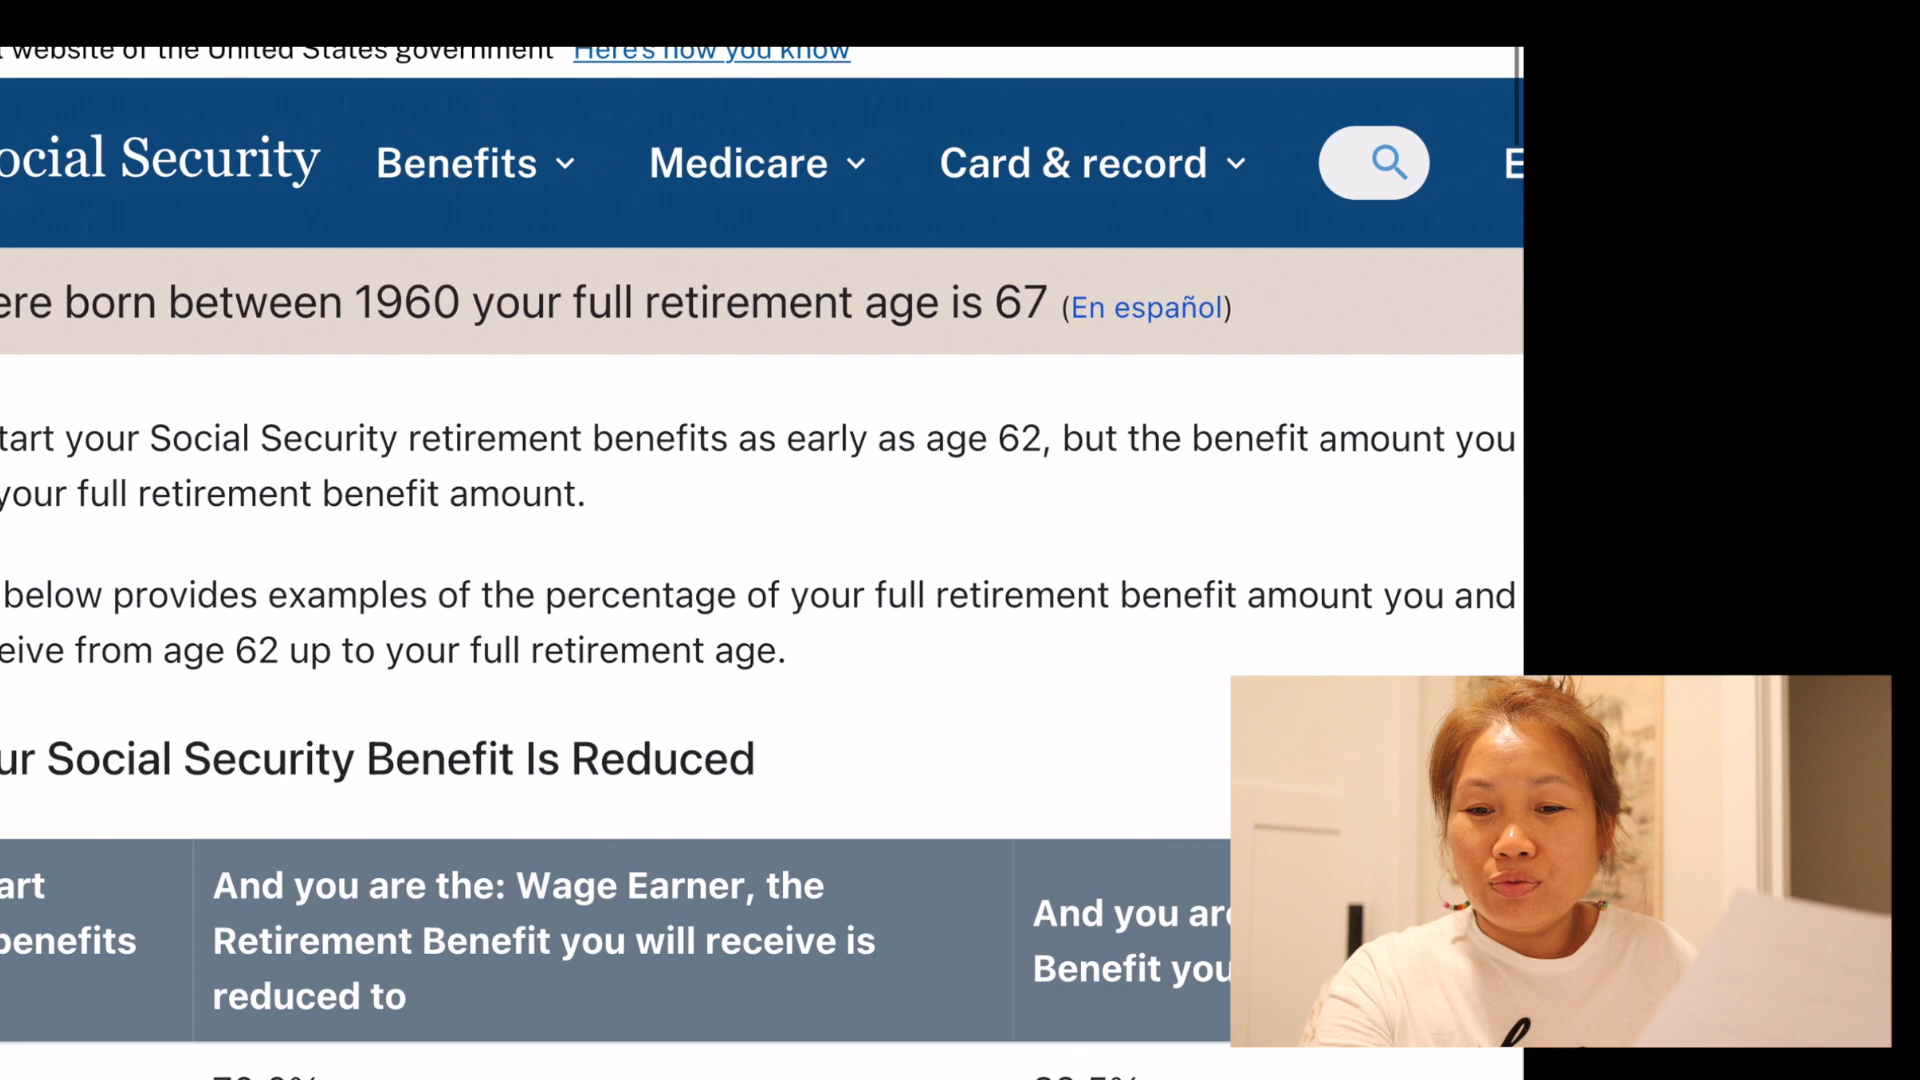 website of the United States government Here's how you know
ocial Security Benefits Medicare Card & record E
ere born between 1960 your full retirement age is 67 (En español)
tart your Social Security retirement benefits as early as age 62, but the benefit amount you
your full retirement benefit amount.
below provides examples of the percentage of your full retirement benefit amount you and
eive from age 62 up to your full retirement age.
ur Social Security Benefit Is Reduced
art
benefits
And you are the: Wage Earner, the
Retirement Benefit you will receive is
reduced to
And you are
Benefit you